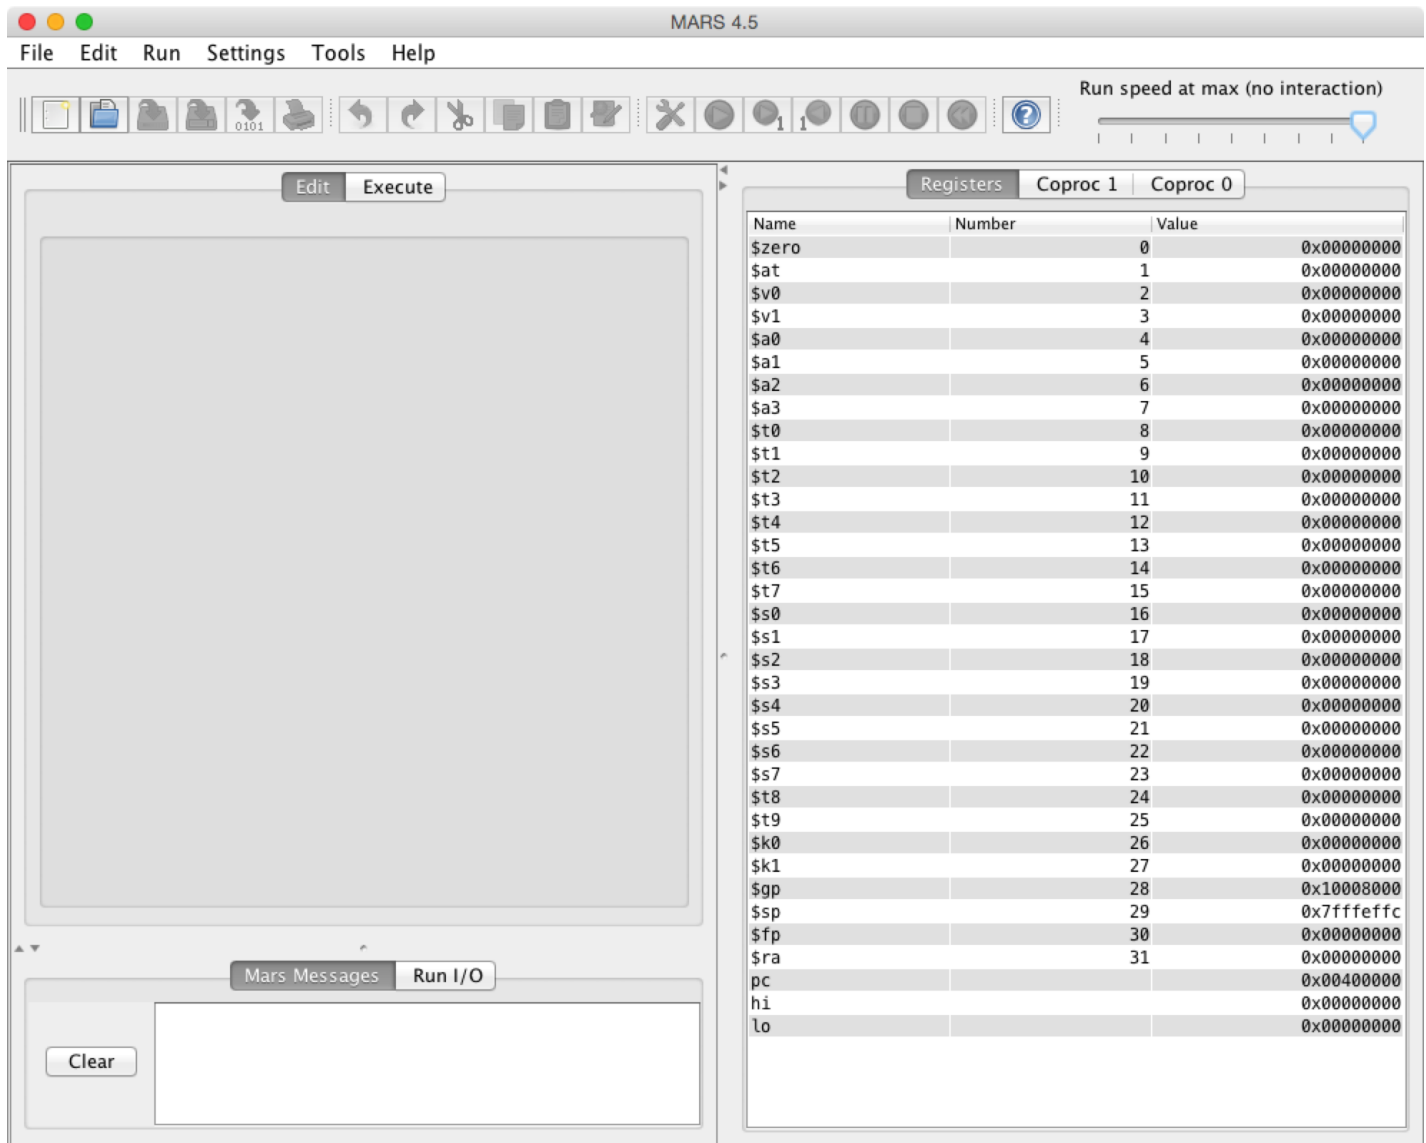 MARS 4.5
File Edit Run Settings Tools Help
Run speed at max (no interaction)
0101 1 1
Edit Execute
Registers Coproc 1 Coproc 0
Name Number Value
$zero 0 0x00000000
$at 1 0x00000000
$v0 2 0x00000000
$v1 3 0x00000000
$a0 4 0x00000000
$a1 5 0x00000000
$a2 6 0x00000000
$a3 7 0x00000000
$t0 8 0x00000000
$t1 9 0x00000000
$t2 10 0x00000000
$t3 11 0x00000000
$t4 12 0x00000000
$t5 13 0x00000000
$t6 14 0x00000000
$t7 15 0x00000000
$s0 16 0x00000000
$s1 17 0x00000000
$s2 18 0x00000000
$s3 19 0x00000000
$s4 20 0x00000000
$s5 21 0x00000000
$s6 22 0x00000000
$s7 23 0x00000000
$t8 24 0x00000000
$t9 25 0x00000000
$k0 26 0x00000000
$k1 27 0x00000000
$gp 28 0x10008000
$sp 29 0x7fffeffc
$fp 30 0x00000000
$ra 31 0x00000000
pc 0x00400000
hi 0x00000000
lo 0x00000000
Mars Messages Run I/O
Clear